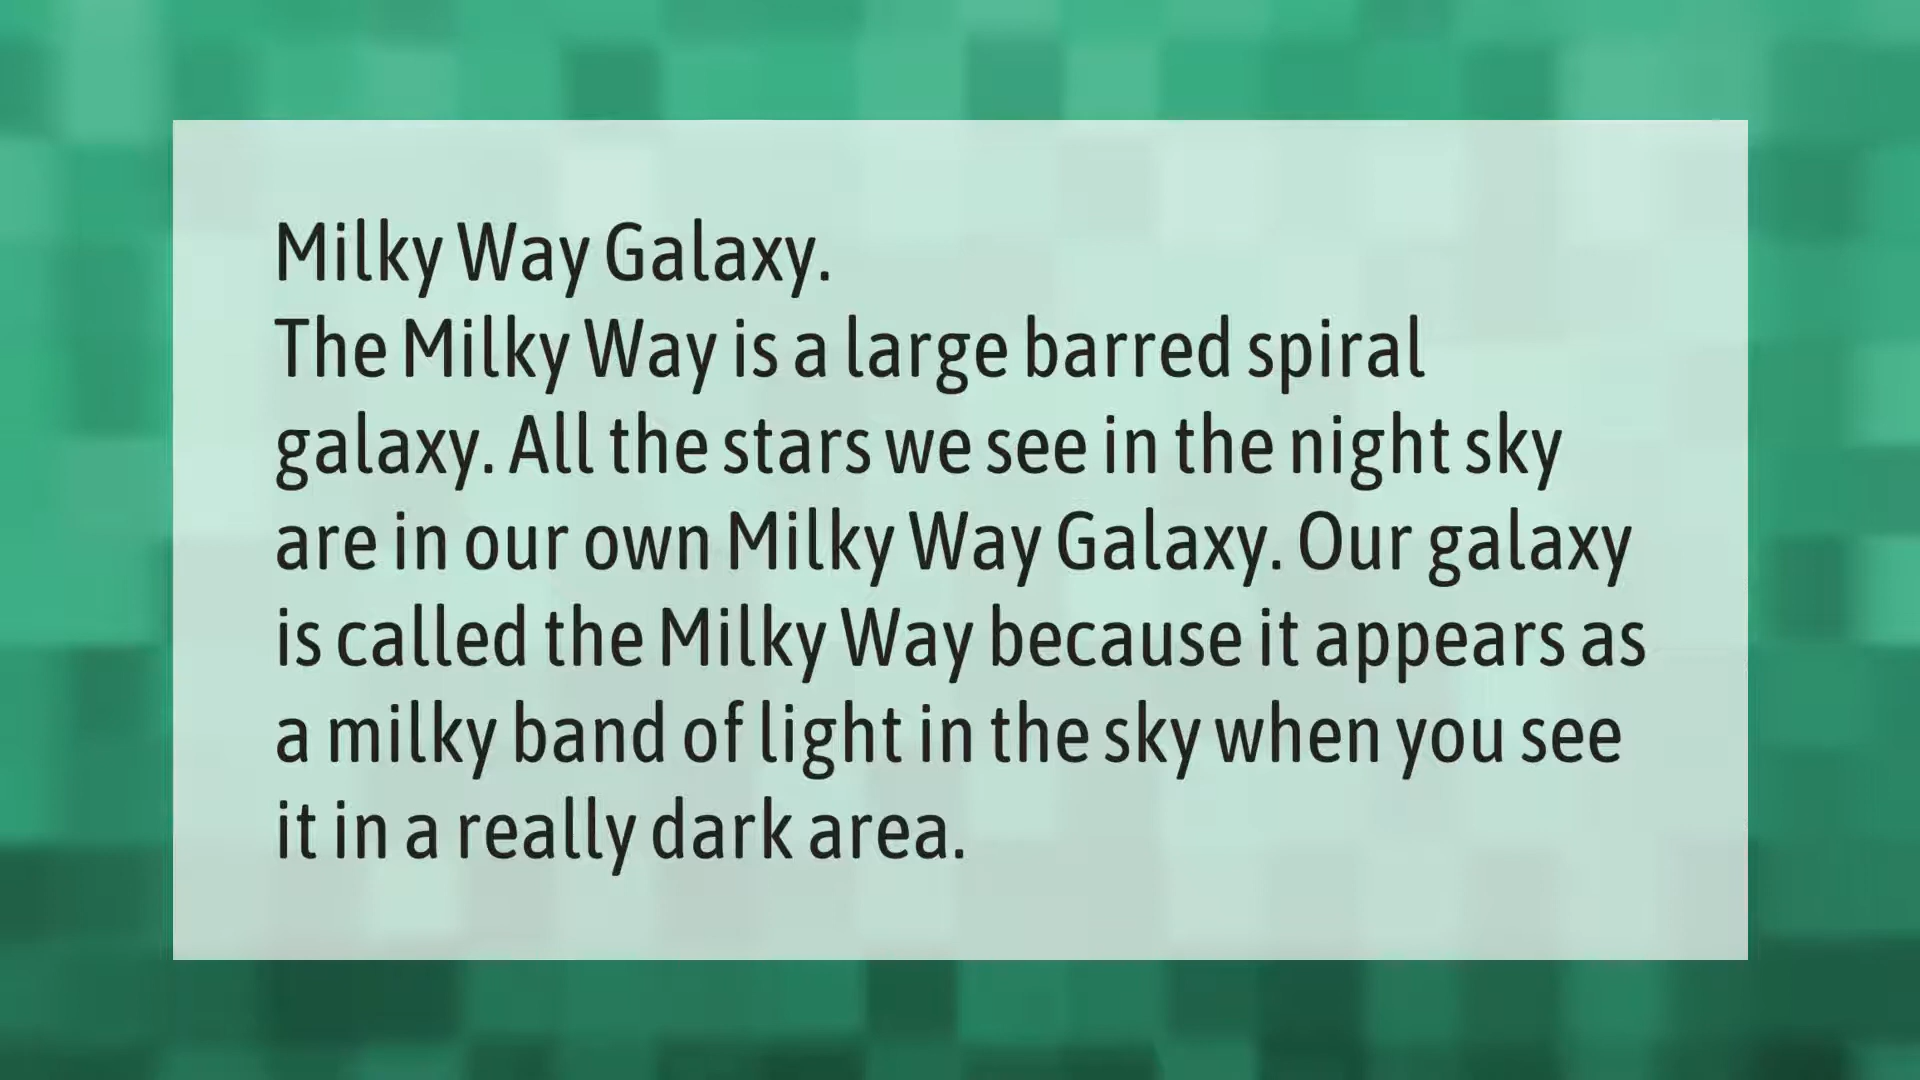 Milky Way Galaxy.
The Milky Way is a large barred spiral
galaxy. All the stars we see in the night sky
are in our own Milky Way Galaxy. Our galaxy
is called the Milky Way because it appears as
a milky band of light in the sky when you see
it in a really dark area.